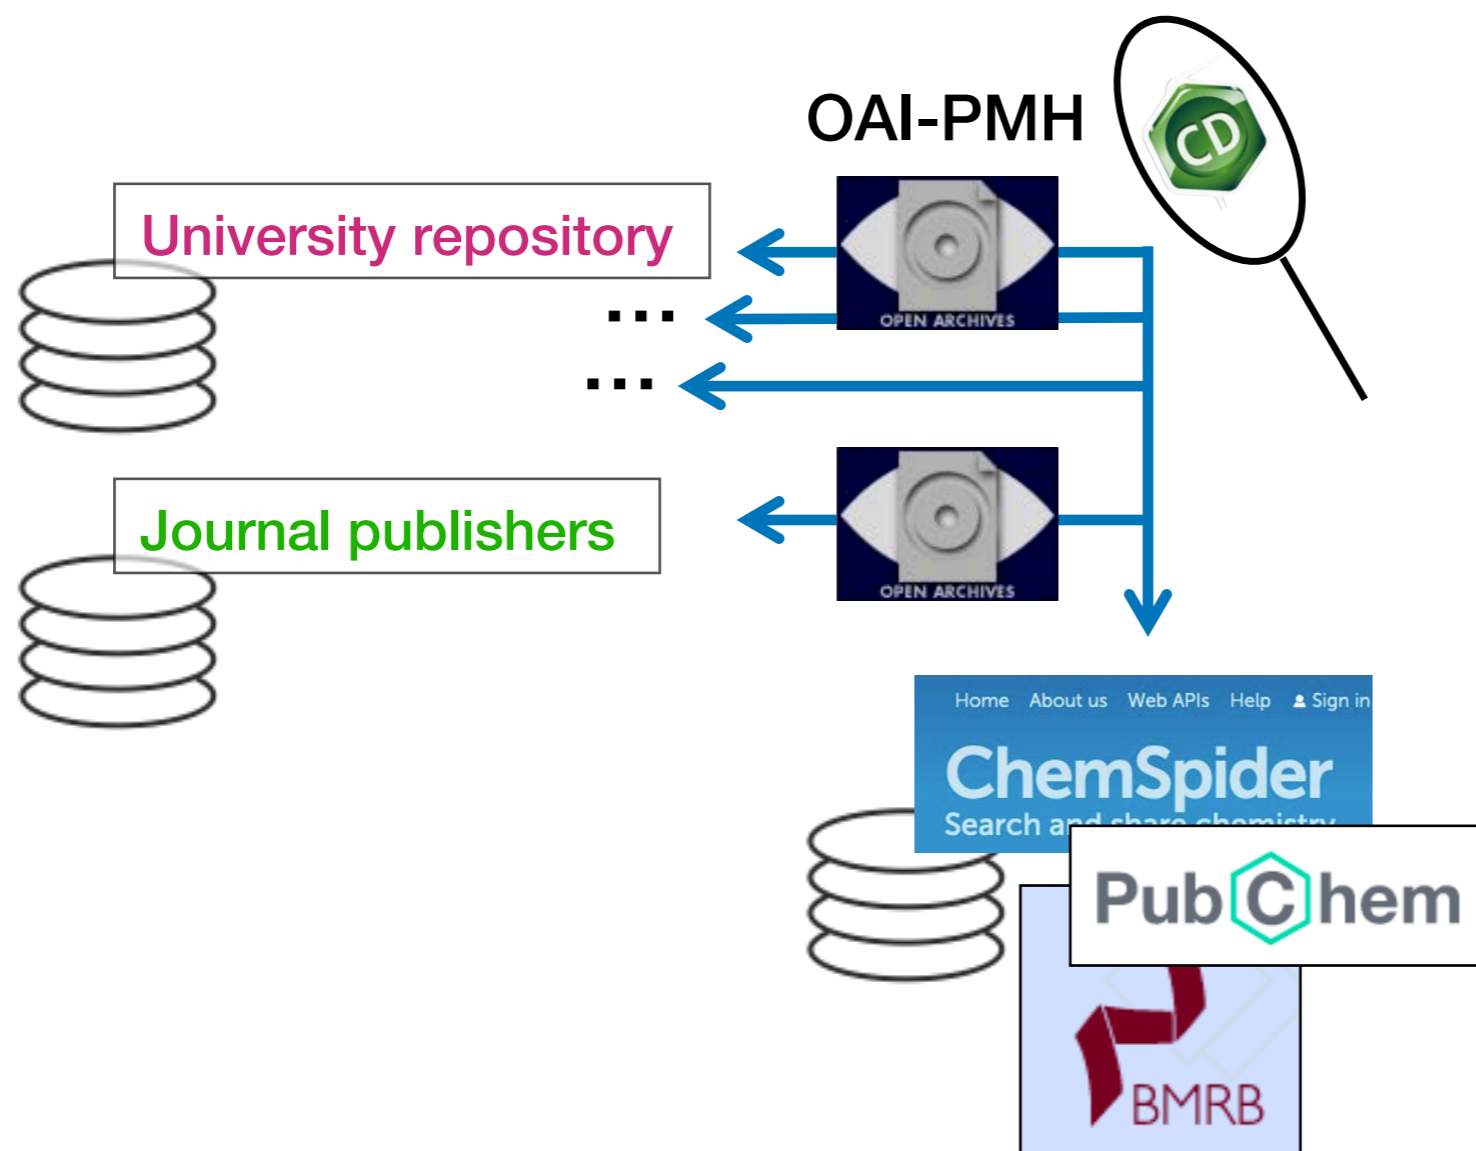 OAI-PMH
CD
University repository
OPEN ARCHIVES
...
...
Journal publishers
OPEN ARCHIVES
Home About us Web APIs Help Sign in
ChemSpider
Search and share chemistry
PubChem
BMRB